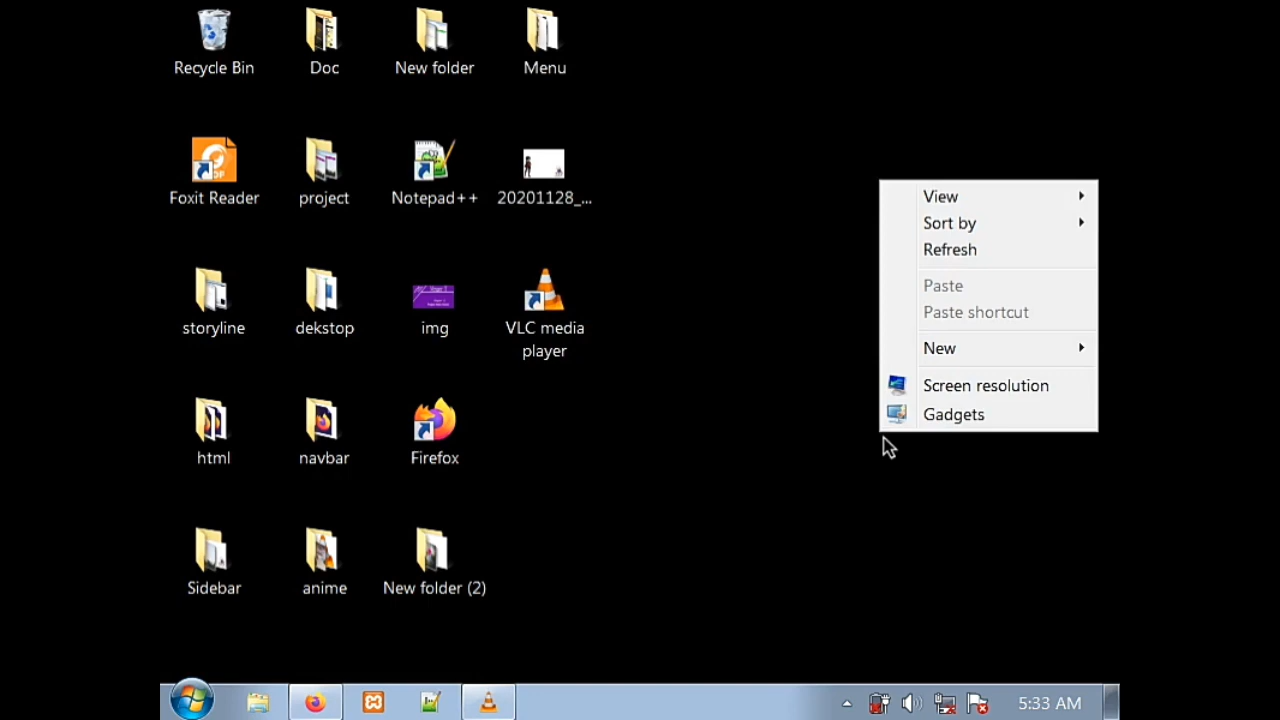 Recycle Bin
Doc
New folder
Menu
Foxit Reader
project
Notepad++
20201128_...
storyline
dekstop
img
VLC media
player
html
navbar
Firefox
Sidebar
anime
New folder (2)
View
Sort by
Refresh
Paste
Paste shortcut
New
Screen resolution
Gadgets
5:33 AM